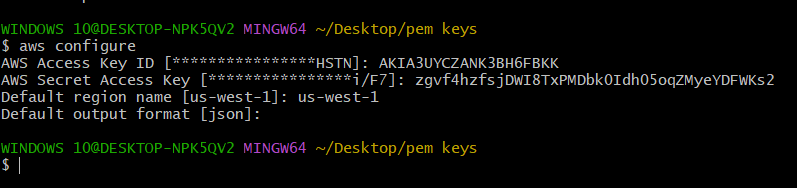 WINDOWS 10@DESKTOP-NPK5QV2 MINGW64 ~/Desktop/pem keys
$ aws configure
AWS Access Key ID [****************HSTN]: AKIA3UYCZANK3BH6FBKK
AWS Secret Access Key [****************i/F7]: 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
Default region name [us-west-1]: us-west-1
Default output format [json]:
WINDOWS 10@DESKTOP-NPK5QV2 MINGW64 ~/Desktop/pem keys
$